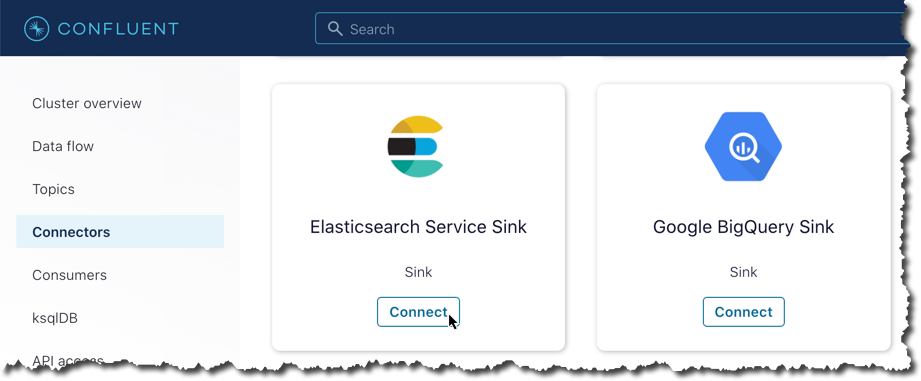 CONFLUENT
Search
Cluster overview
Data flow
Topics
Connectors
Consumers
ksqlDB
API access
Elasticsearch Service Sink
Sink
Connect
Google BigQuery Sink
Sink
Connect